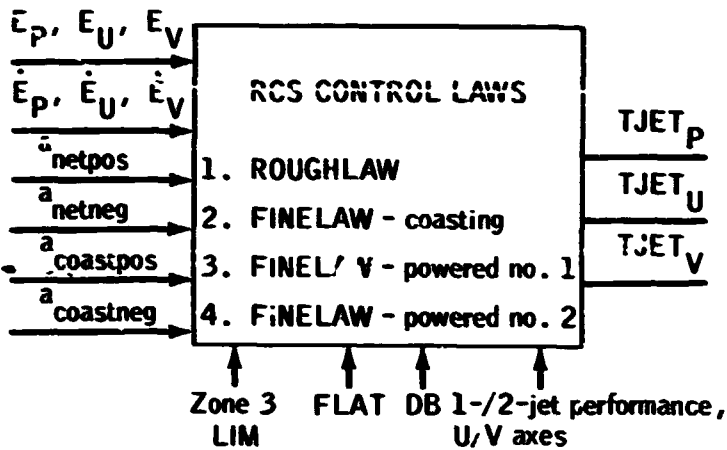 E_P, E_U, E_V
Ė_P, Ė_U, Ė_V
a_netpos
a_netneg
a_coastpos
a_coastneg
RCS CONTROL LAWS
1. ROUGHLAW
2. FINELAW - coasting
3. FINEL/ V - powered no. 1
4. FINELAW - powered no. 2
TJET_P
TJET_U
TJET_V
Zone 3
LIM
FLAT
DB
1-/2-jet performance,
U/V axes